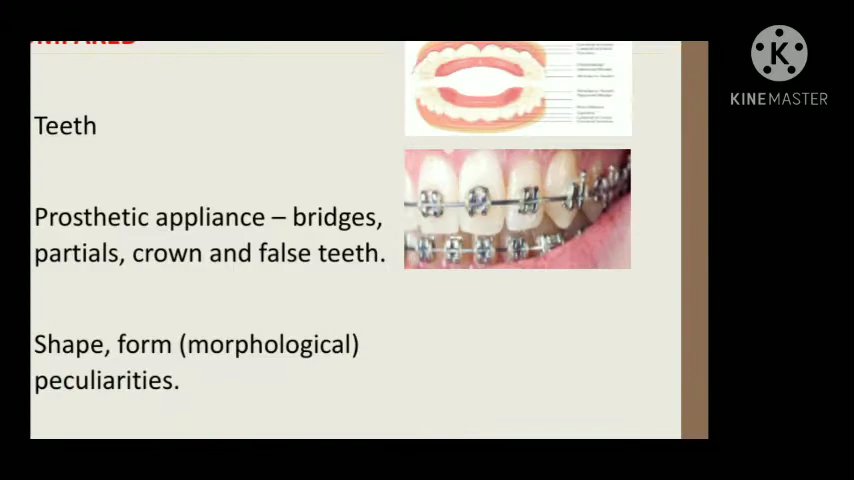 Teeth
Prosthetic appliance – bridges,
partials, crown and false teeth.
Shape, form (morphological)
peculiarities.
KINEMASTER